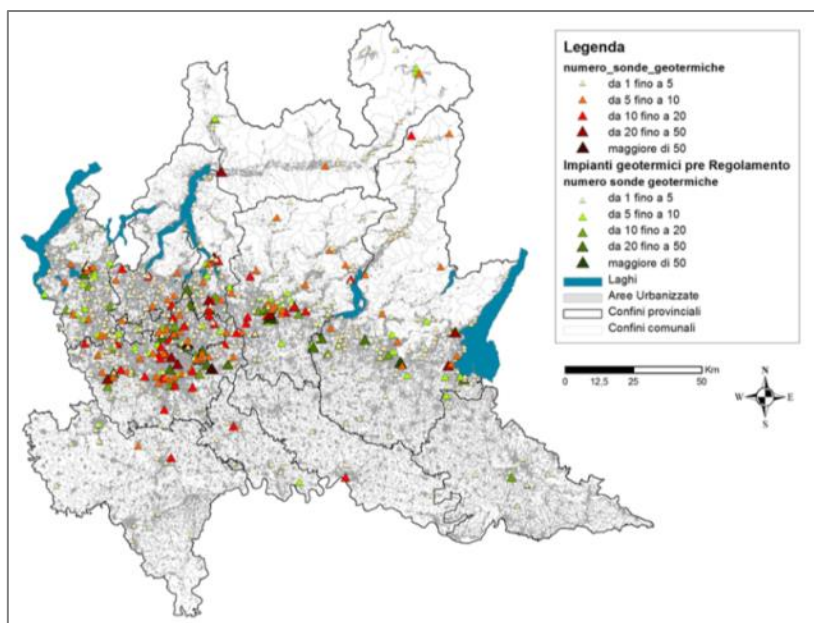 Legenda
numero_sonde_geotermiche
da 1 fino a 5
da 5 fino a 10
da 10 fino a 20
da 20 fino a 50
maggiore di 50
Impianti geotermici pre Regolamento
numero sonde geotermiche
da 1 fino a 5
da 5 fino a 10
da 10 fino a 20
da 20 fino a 50
maggiore di 50
Laghi
Aree Urbanizzate
Confini provinciali
Confini comunali
Km
0 12,5 25 50
N
W E
S